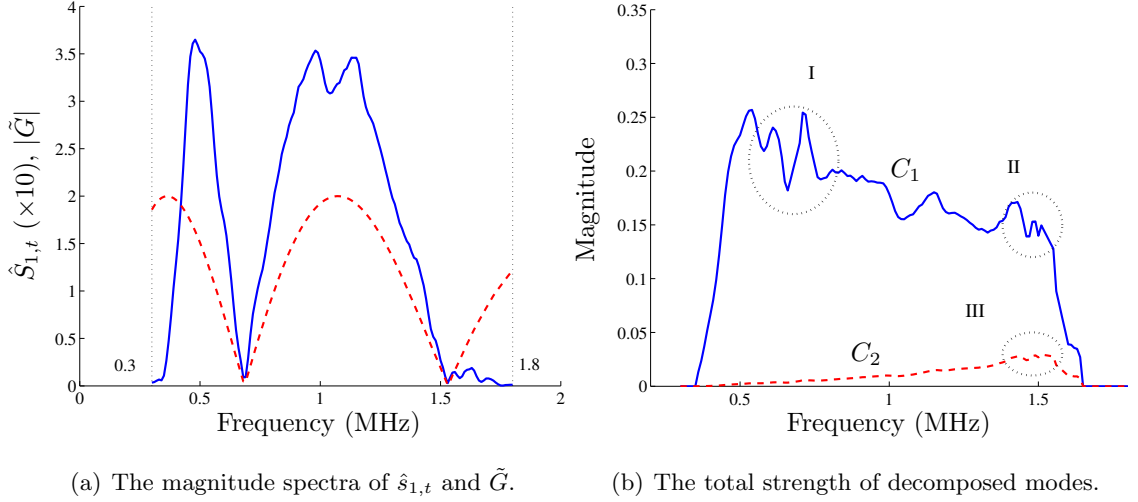 4
3.5
3
2.5
2
1.5
1
0.5
0
Ŝ₁,ₜ (×10), |G̃|
0.3
1.8
0
0.5
1
1.5
2
Frequency (MHz)
(a) The magnitude spectra of ŝ₁,ₜ and G̃.
0.35
0.3
0.25
0.2
0.15
0.1
0.05
0
Magnitude
I
II
III
C₁
C₂
0.5
1
1.5
Frequency (MHz)
(b) The total strength of decomposed modes.